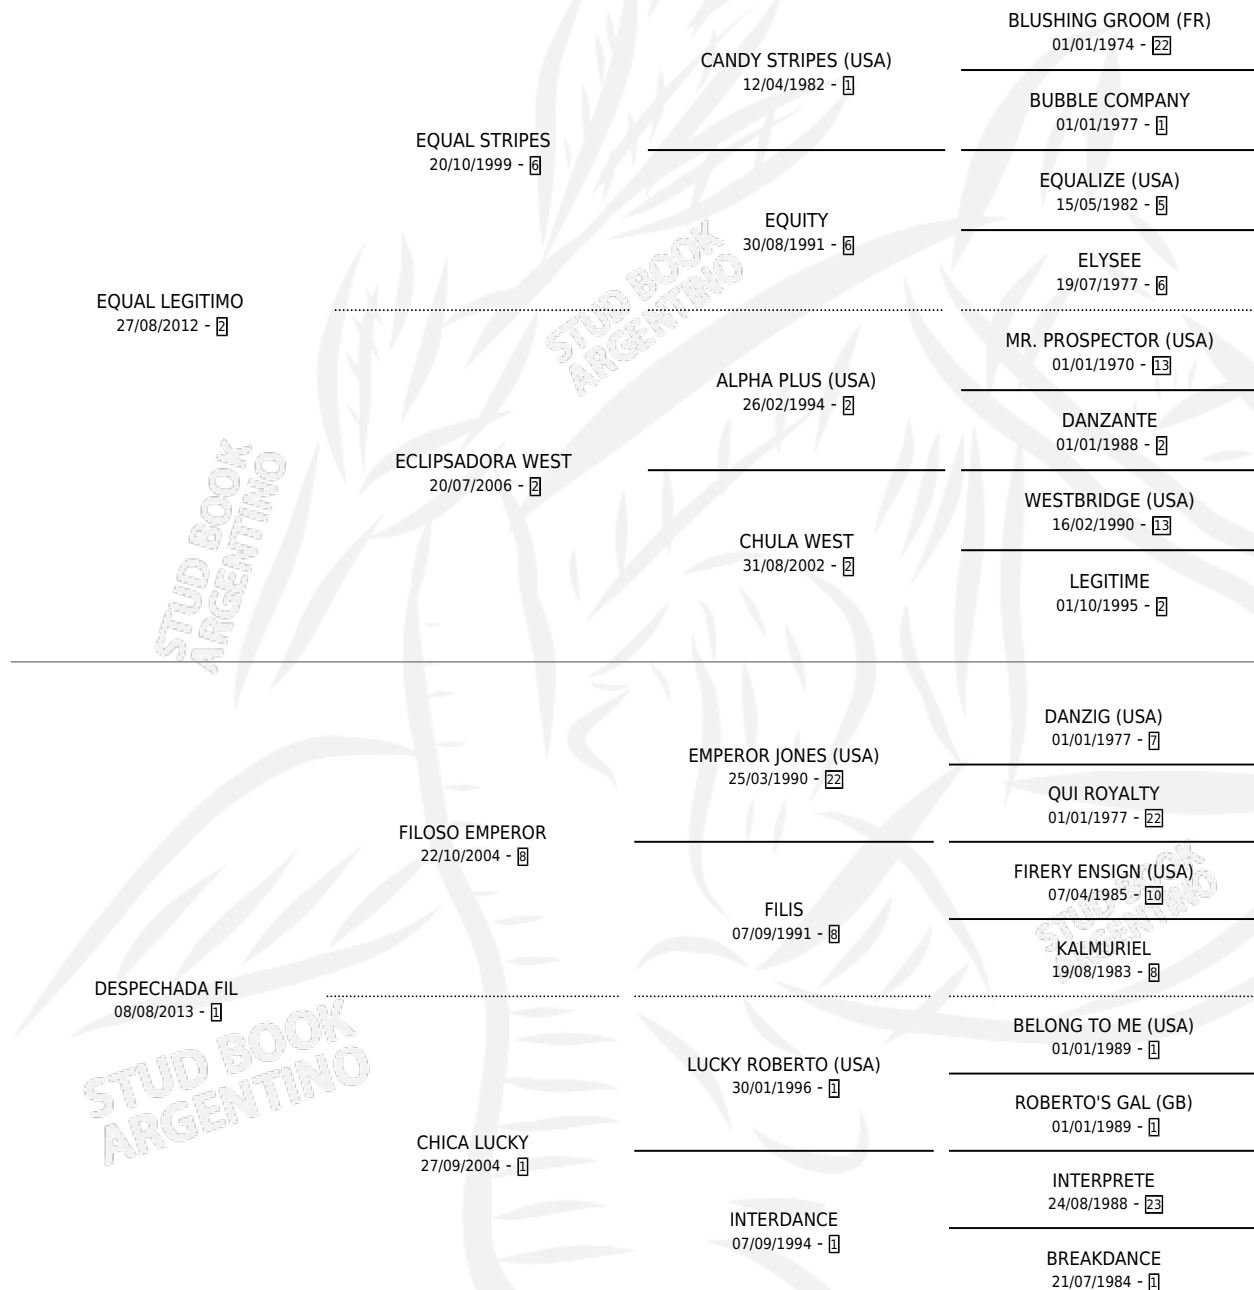 BLUSHING GROOM (FR)
01/01/1974 - 22
CANDY STRIPES (USA)
12/04/1982 - 1
BUBBLE COMPANY
01/01/1977 - 1
EQUAL STRIPES
20/10/1999 - 6
EQUALIZE (USA)
15/05/1982 - 5
EQUITY
30/08/1991 - 6
ELYSEE
19/07/1977 - 6
EQUAL LEGITIMO
27/08/2012 - 2
MR. PROSPECTOR (USA)
01/01/1970 - 13
ALPHA PLUS (USA)
26/02/1994 - 2
DANZANTE
01/01/1988 - 2
ECLIPSADORA WEST
20/07/2006 - 2
WESTBRIDGE (USA)
16/02/1990 - 13
CHULA WEST
31/08/2002 - 2
LEGITIME
01/10/1995 - 2
DANZIG (USA)
01/01/1977 - 7
EMPEROR JONES (USA)
25/03/1990 - 22
QUI ROYALTY
01/01/1977 - 22
FILOSO EMPEROR
22/10/2004 - 8
FIRERY ENSIGN (USA)
07/04/1985 - 10
FILIS
07/09/1991 - 8
KALMURIEL
19/08/1983 - 8
DESPECHADA FIL
08/08/2013 - 1
BELONG TO ME (USA)
01/01/1989 - 1
LUCKY ROBERTO (USA)
30/01/1996 - 1
ROBERTO'S GAL (GB)
01/01/1989 - 1
CHICA LUCKY
27/09/2004 - 1
INTERPRETE
24/08/1988 - 23
INTERDANCE
07/09/1994 - 1
BREAKDANCE
21/07/1984 - 1
STUD BOOK
ARGENTINO
STUD BOOK
ARGENTINO
STUD BOOK
ARGENTINO
STUD BOOK
ARGENTINO